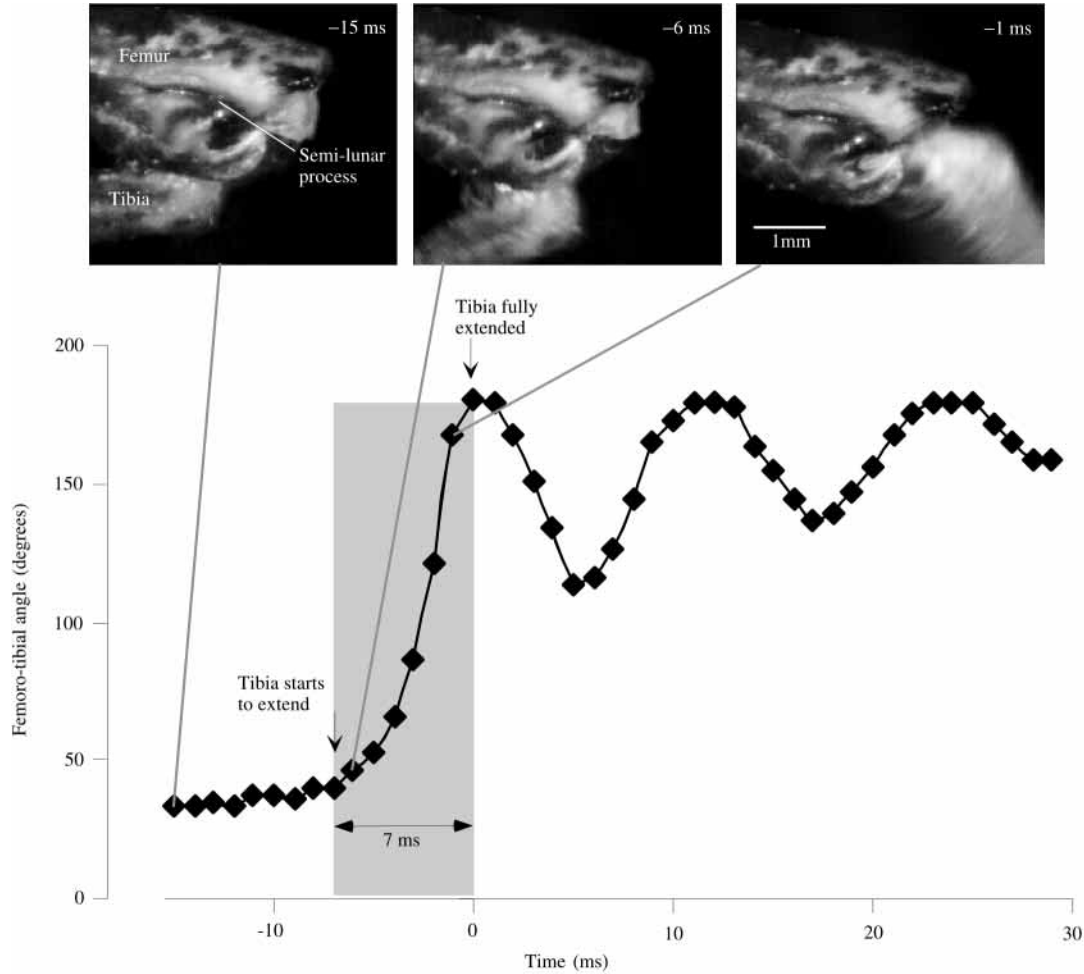 –15 ms
–6 ms
–1 ms
Femur
Semi-lunar
process
Tibia
1mm
Tibia fully
extended
200
150
100
50
0
Femoro-tibial angle (degrees)
Tibia starts
to extend
7 ms
-10
0
10
20
30
Time (ms)